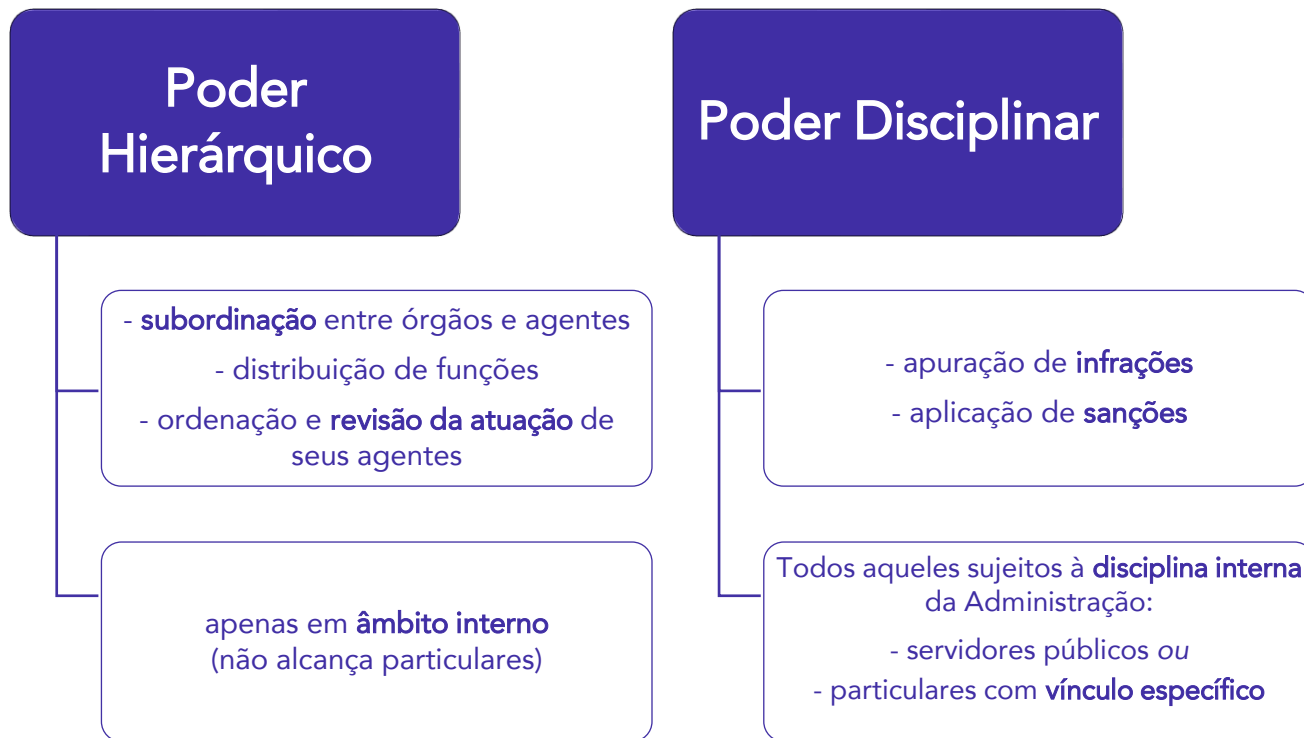 Poder
Hierárquico
- subordinação entre órgãos e agentes
- distribuição de funções
- ordenação e revisão da atuação de
seus agentes
apenas em âmbito interno
(não alcança particulares)
Poder Disciplinar
- apuração de infrações
- aplicação de sanções
Todos aqueles sujeitos à disciplina interna
da Administração:
- servidores públicos ou
- particulares com vínculo específico